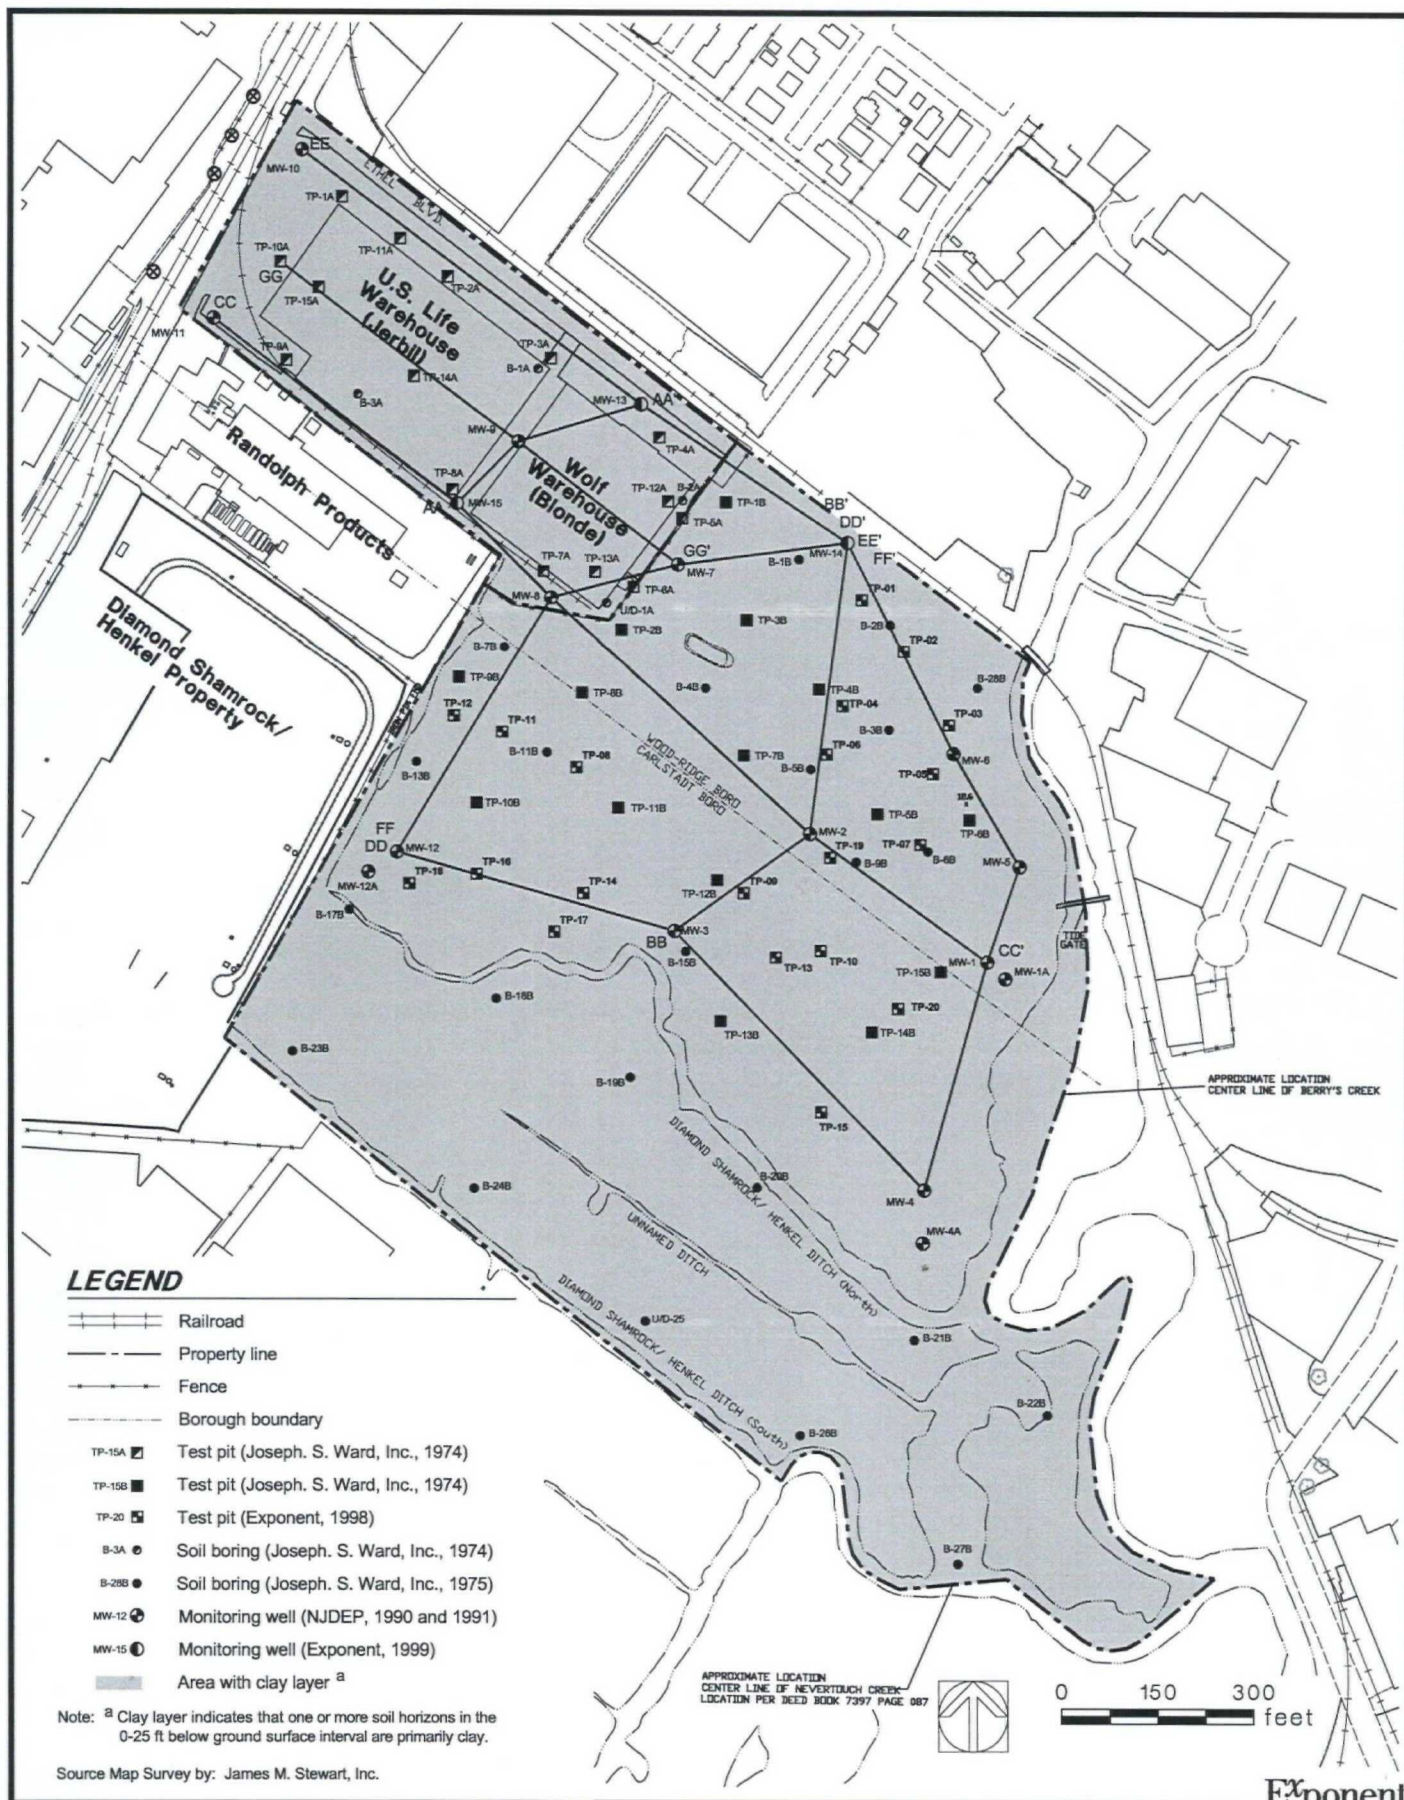 EE
MW-10
ETHEL BLVD.
TP-1A
TP-10A
TP-11A
GG
TP-15A
TP-2A
U.S. Life
Warehouse
(Jerbil)
CC
MW-11
TP-9A
TP-3A
B-1A
TP-14A
B-3A
MW-13
AA'
MW-9
TP-4A
Randolph Products
Wolf
Warehouse
(Blonde)
TP-8A
TP-12A
B-2A
TP-1B
AA
MW-15
TP-5A
BB'
DD'
EE'
FF'
MW-14
GG'
MW-7
B-1B
TP-7A
TP-13A
TP-6A
MW-8
U/D-1A
TP-01
Diamond Shamrock/
Henkel Property
TP-2B
TP-3B
B-2B
TP-02
B-7B
TP-9B
TP-8B
B-4B
TP-4B
B-28B
TP-12
TP-11
TP-04
TP-03
B-3B
WOOD-RIDGE BORO
CARLSTADT BORO
B-11B
TP-08
TP-7B
TP-06
MW-6
B-13B
B-5B
TP-05
TP-10B
TP-11B
TP-5B
TP-6B
FF
DD
MW-12
MW-2
TP-19
TP-07
B-6B
B-9B
MW-5
MW-12A
TP-18
TP-16
TP-14
TP-12B
TP-09
B-17B
TP-17
BB
MW-3
TIDE
GATE
B-15B
TP-13
TP-10
MW-1
CC'
TP-15B
MW-1A
B-18B
TP-20
TP-13B
TP-14B
B-23B
B-19B
APPROXIMATE LOCATION
CENTER LINE OF BERRY'S CREEK
TP-15
DIAMOND SHAMROCK/ HENKEL DITCH (North)
B-24B
B-20B
MW-4
UNNAMED DITCH
MW-4A
DIAMOND SHAMROCK/ HENKEL DITCH (South)
U/D-25
B-21B
B-22B
B-26B
B-27B
LEGEND
Railroad
Property line
Fence
Borough boundary
TP-15A Test pit (Joseph. S. Ward, Inc., 1974)
TP-15B Test pit (Joseph. S. Ward, Inc., 1974)
TP-20 Test pit (Exponent, 1998)
B-3A Soil boring (Joseph. S. Ward, Inc., 1974)
B-28B Soil boring (Joseph. S. Ward, Inc., 1975)
MW-12 Monitoring well (NJDEP, 1990 and 1991)
MW-15 Monitoring well (Exponent, 1999)
Area with clay layer a
Note: a Clay layer indicates that one or more soil horizons in the
0-25 ft below ground surface interval are primarily clay.
Source Map Survey by: James M. Stewart, Inc.
APPROXIMATE LOCATION
CENTER LINE OF NEVERTOUCH CREEK
LOCATION PER DEED BOOK 7397 PAGE 087
0 150 300
feet
Exponent